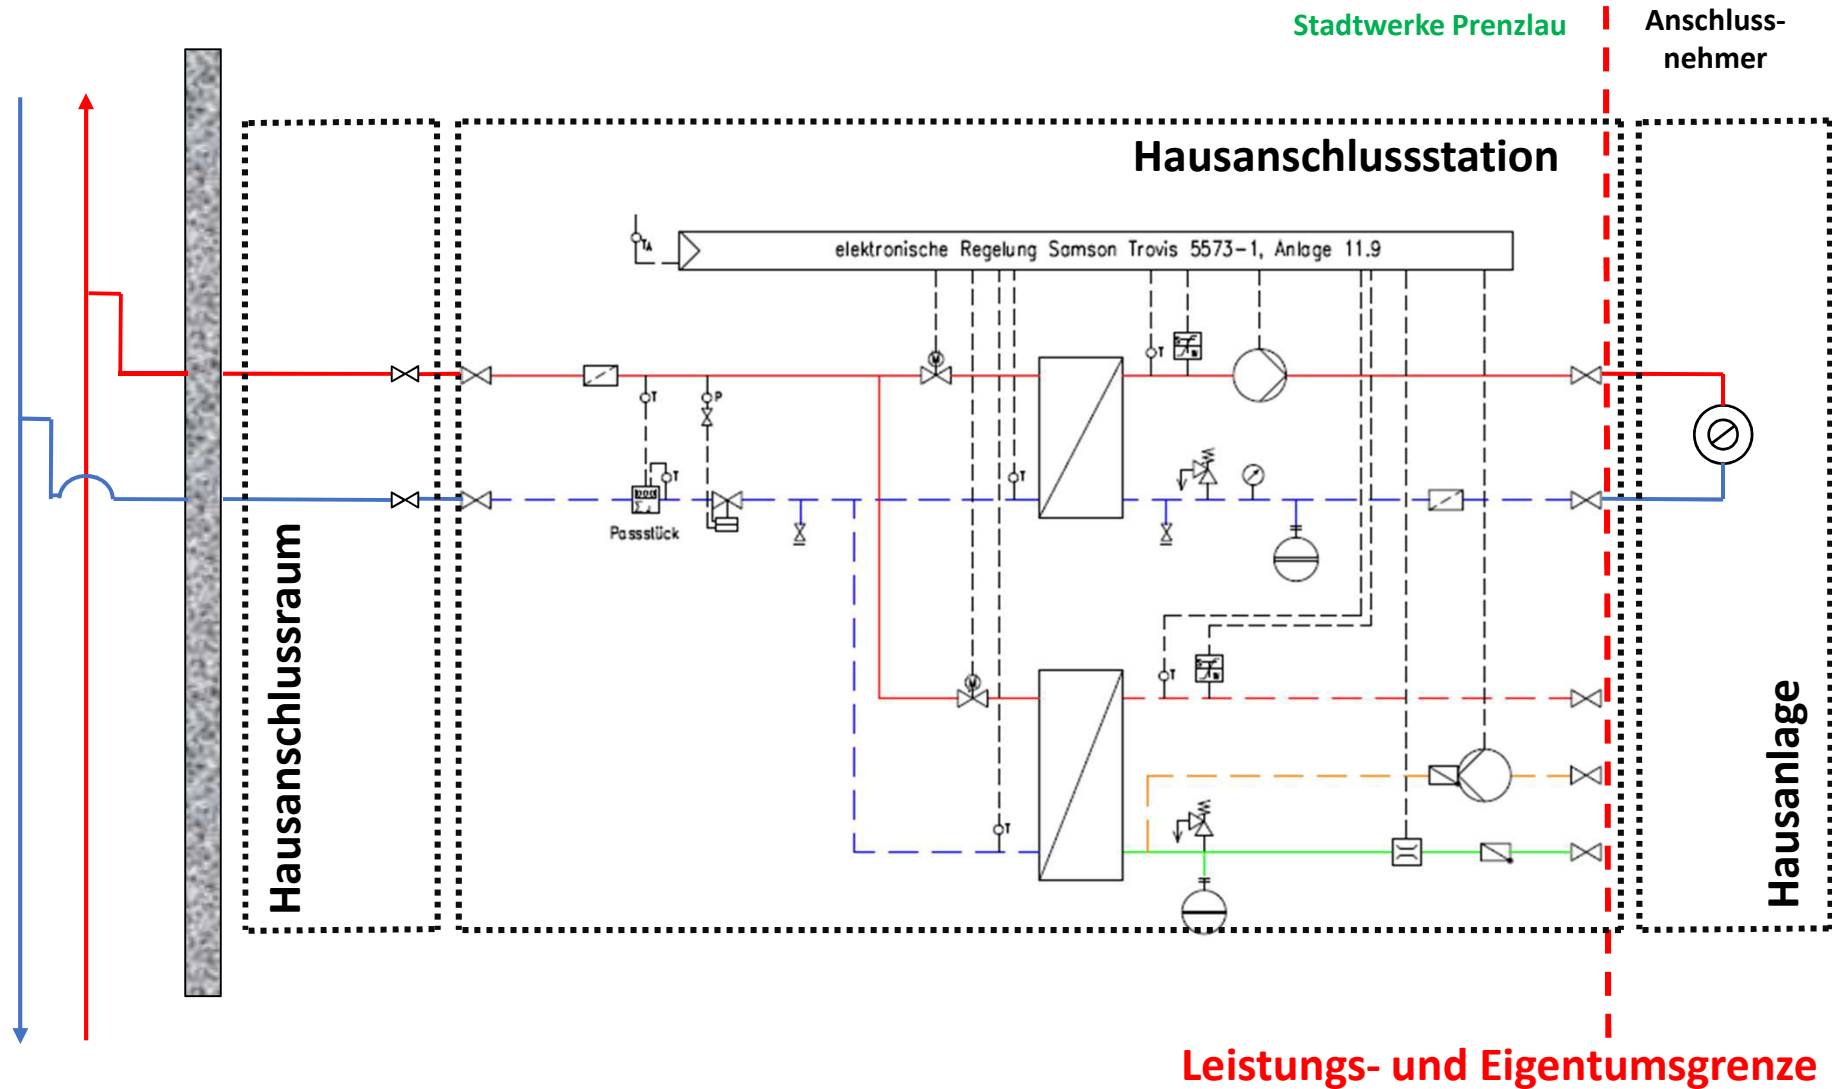 Stadtwerke Prenzlau
Anschluss-
nehmer
Hausanschlussstation
TA
elektronische Regelung Samson Trovis 5573-1, Anlage 11.9
M
T
T
P
T
T
Passstück
Hausanschlussraum
M
T
T
Hausanlage
Leistungs- und Eigentumsgrenze